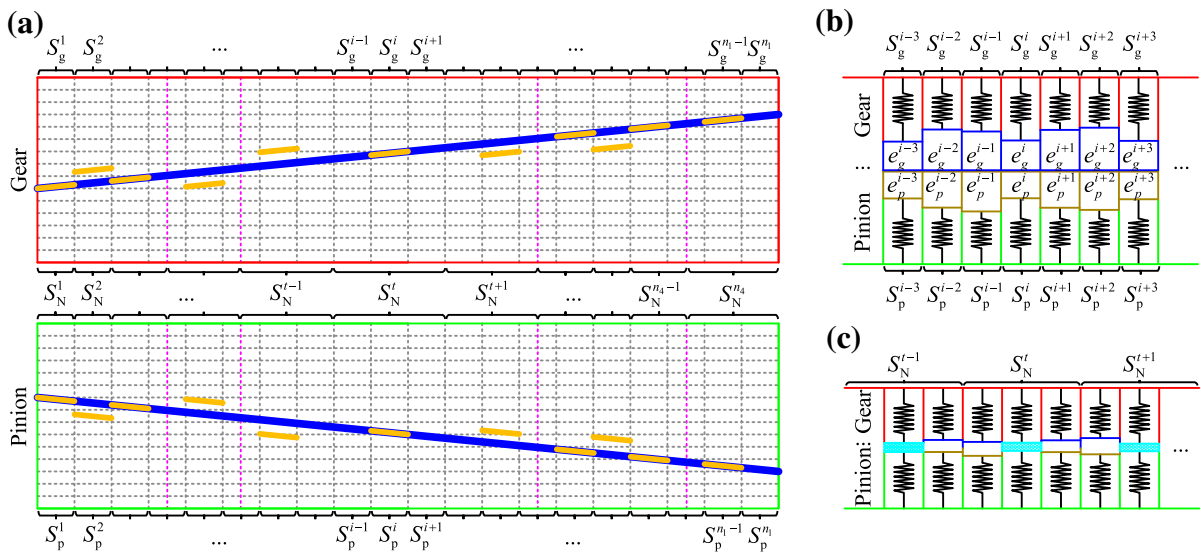 (a)
S_g^1 S_g^2 ... S_g^{i-1} S_g^i S_g^{i+1} ... S_g^{n_1-1} S_g^{n_1}
Gear
S_N^1 S_N^2 ... S_N^{t-1} S_N^t S_N^{t+1} ... S_N^{n_4-1} S_N^{n_4}
Pinion
S_p^1 S_p^2 ... S_p^{i-1} S_p^i S_p^{i+1} ... S_p^{n_1-1} S_p^{n_1}
(b)
S_g^{i-3} S_g^{i-2} S_g^{i-1} S_g^i S_g^{i+1} S_g^{i+2} S_g^{i+3}
Gear
... e_g^{i-3} e_g^{i-2} e_g^{i-1} e_g^i e_g^{i+1} e_g^{i+2} e_g^{i+3} ...
e_p^{i-3} e_p^{i-2} e_p^{i-1} e_p^i e_p^{i+1} e_p^{i+2} e_p^{i+3}
Pinion
S_p^{i-3} S_p^{i-2} S_p^{i-1} S_p^i S_p^{i+1} S_p^{i+2} S_p^{i+3}
(c)
S_N^{t-1} S_N^t S_N^{t+1}
Gear
... ...
Pinion